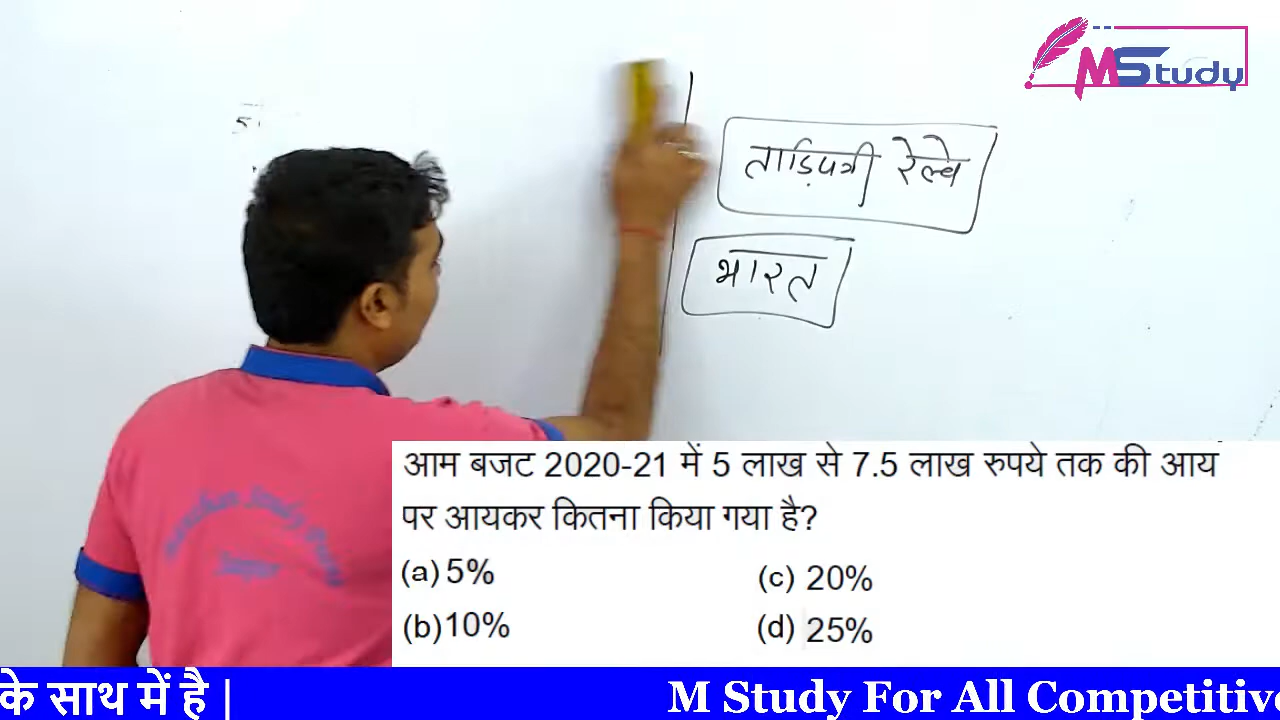 MStudy
ताड़िपत्री रेल्वे
भारत
आम बजट 2020-21 में 5 लाख से 7.5 लाख रुपये तक की आय
पर आयकर कितना किया गया है?
(a) 5%
(c) 20%
(b) 10%
(d) 25%
के साथ में है | M Study For All Competitive